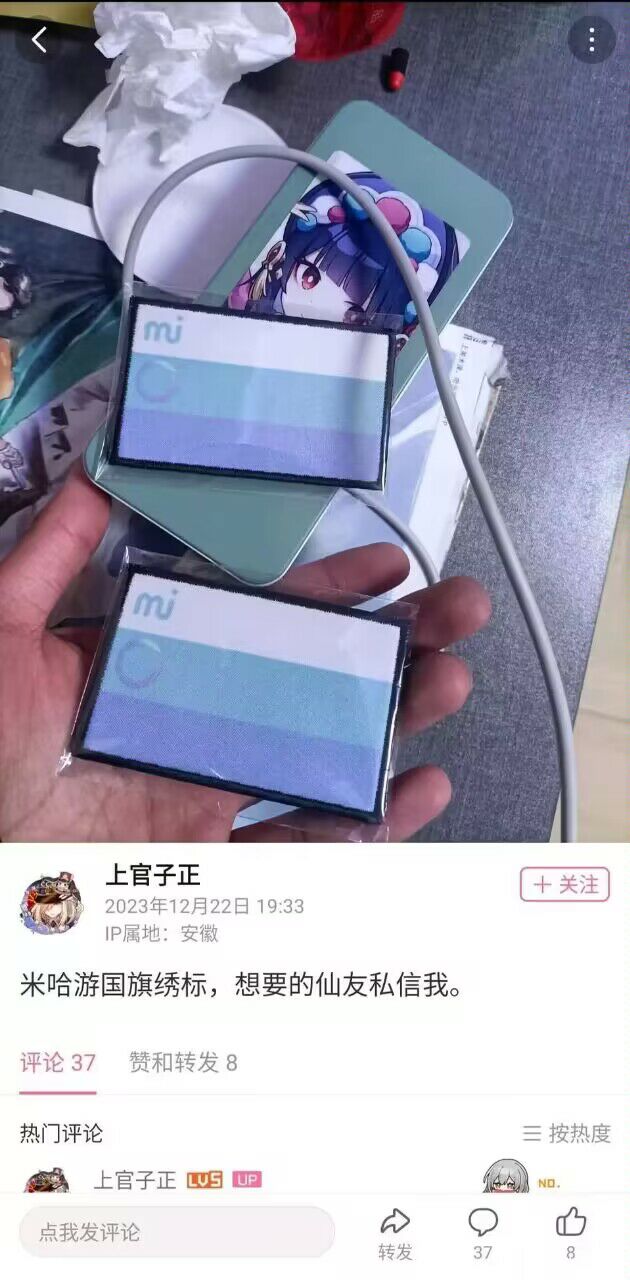 mi
mi
上官子正
2023年12月22日 19:33
IP属地：安徽
+ 关注
米哈游国旗绣标，想要的仙友私信我。
评论 37
赞和转发 8
热门评论
按热度
上官子正 LV5 UP
NO.
点我发评论
转发
37
8